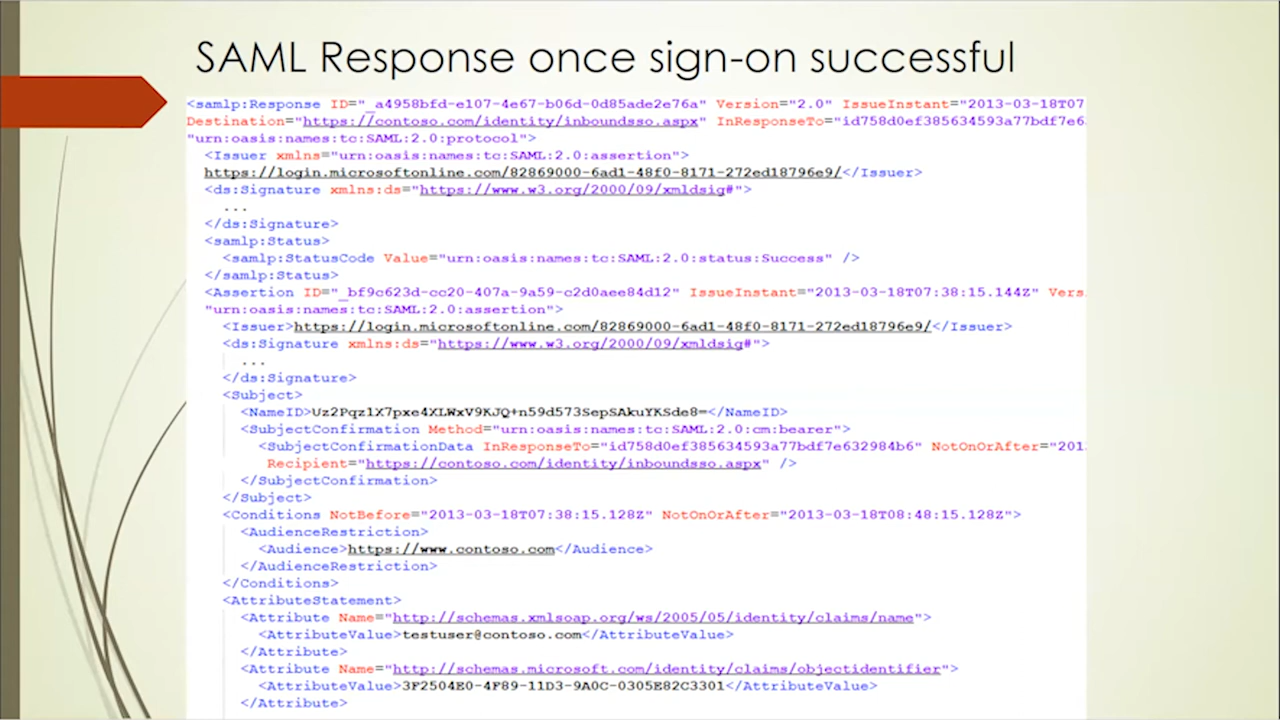 SAML Response once sign-on successful
<samlp:Response ID="_a4958bfd-e107-4e67-b06d-0d85ade2e76a" Version="2.0" IssueInstant="2013-03-18T07
Destination="https://contoso.com/identity/inboundsso.aspx" InResponseTo="id758d0ef385634593a77bdf7e6
"urn:oasis:names:tc:SAML:2.0:protocol">
<Issuer xmlns="urn:oasis:names:tc:SAML:2.0:assertion">
https://login.microsoftonline.com/82869000-6ad1-48f0-8171-272ed18796e9/</Issuer>
<ds:Signature xmlns:ds="https://www.w3.org/2000/09/xmldsig#">
...
</ds:Signature>
<samlp:Status>
<samlp:StatusCode Value="urn:oasis:names:tc:SAML:2.0:status:Success" />
</samlp:Status>
<Assertion ID="_bf9c623d-cc20-407a-9a59-c2d0aee84d12" IssueInstant="2013-03-18T07:38:15.144Z" Vers
"urn:oasis:names:tc:SAML:2.0:assertion">
<Issuer>https://login.microsoftonline.com/82869000-6ad1-48f0-8171-272ed18796e9/</Issuer>
<ds:Signature xmlns:ds="https://www.w3.org/2000/09/xmldsig#">
...
</ds:Signature>
<Subject>
<NameID>Uz2Pqz1X7pxe4XLWxV9KJQ+n59d573SepSAkuYKSde8=</NameID>
<SubjectConfirmation Method="urn:oasis:names:tc:SAML:2.0:cm:bearer">
<SubjectConfirmationData InResponseTo="id758d0ef385634593a77bdf7e632984b6" NotOnOrAfter="201
Recipient="https://contoso.com/identity/inboundsso.aspx" />
</SubjectConfirmation>
</Subject>
<Conditions NotBefore="2013-03-18T07:38:15.128Z" NotOnOrAfter="2013-03-18T08:48:15.128Z">
<AudienceRestriction>
<Audience>https://www.contoso.com</Audience>
</AudienceRestriction>
</Conditions>
<AttributeStatement>
<Attribute Name="http://schemas.xmlsoap.org/ws/2005/05/identity/claims/name">
<AttributeValue>testuser@contoso.com</AttributeValue>
</Attribute>
<Attribute Name="http://schemas.microsoft.com/identity/claims/objectidentifier">
<AttributeValue>3F2504E0-4F89-11D3-9A0C-0305E82C3301</AttributeValue>
</Attribute>